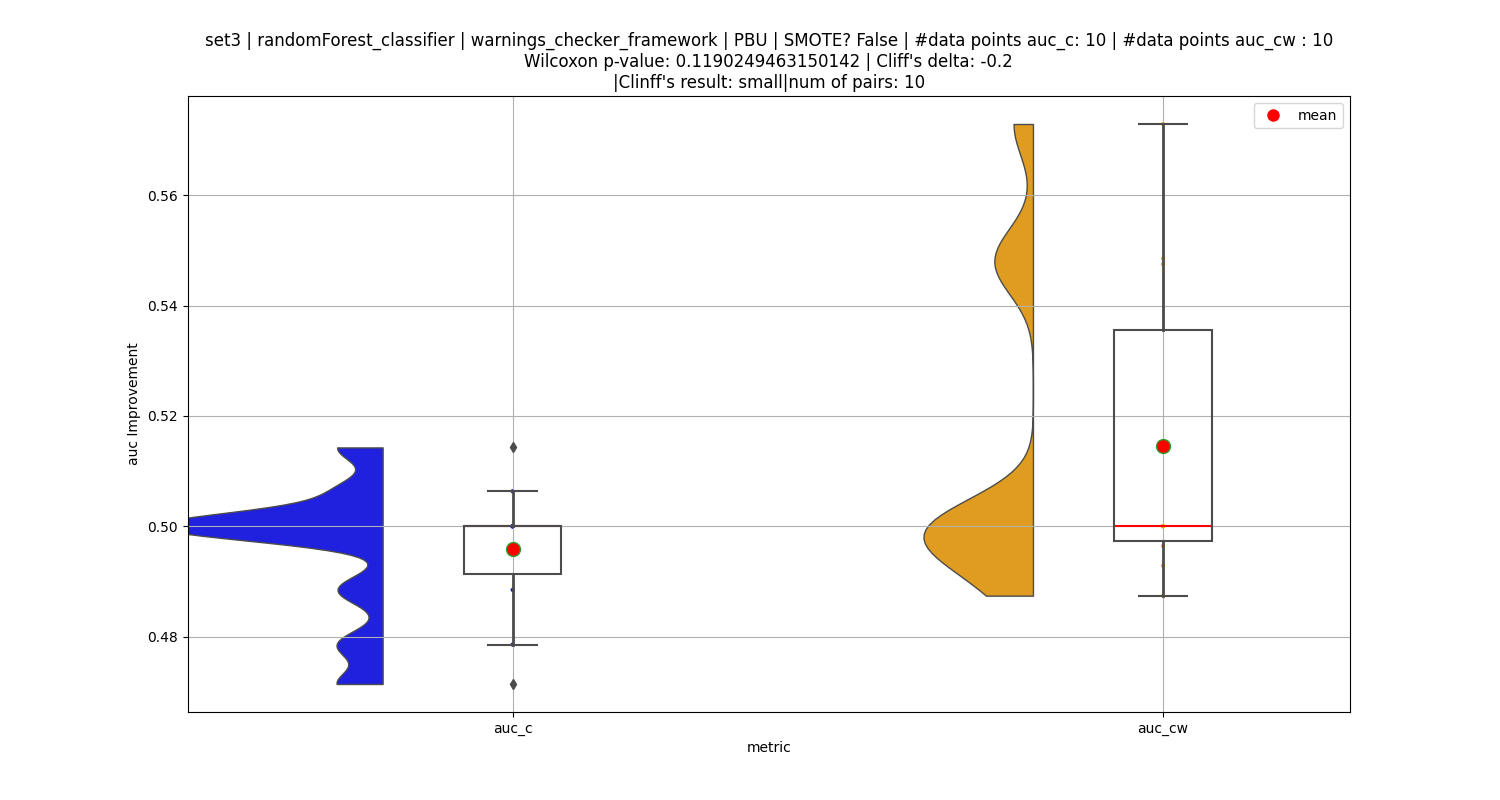 set3 | randomForest_classifier | warnings_checker_framework | PBU | SMOTE? False | #data points auc_c: 10 | #data points auc_cw : 10
Wilcoxon p-value: 0.1190249463150142 | Cliff's delta: -0.2
|Clinff's result: small|num of pairs: 10
mean
0.56
0.54
0.52
0.50
0.48
auc Improvement
auc_c
auc_cw
metric